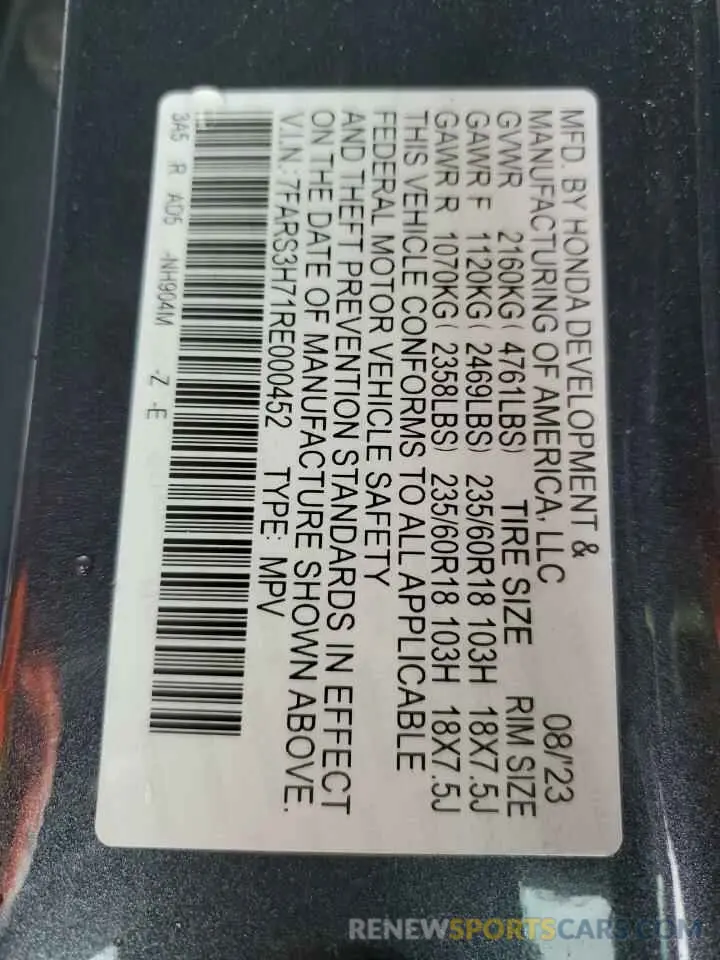 MFD. BY HONDA DEVELOPMENT &
MANUFACTURING OF AMERICA, LLC 08/'23
GVWR 2160KG( 4761LBS) TIRE SIZE RIM SIZE
GAWR F 1120KG( 2469LBS) 235/60R18 103H 18X7.5J
GAWR R 1070KG( 2358LBS) 235/60R18 103H 18X7.5J
THIS VEHICLE CONFORMS TO ALL APPLICABLE
FEDERAL MOTOR VEHICLE SAFETY
AND THEFT PREVENTION STANDARDS IN EFFECT
ON THE DATE OF MANUFACTURE SHOWN ABOVE.
V.I.N.: 7FARS3H71RE000452 TYPE: MPV
3A5 R AD5 -NH904M -Z -E
RENEWSPORTSCARS.COM